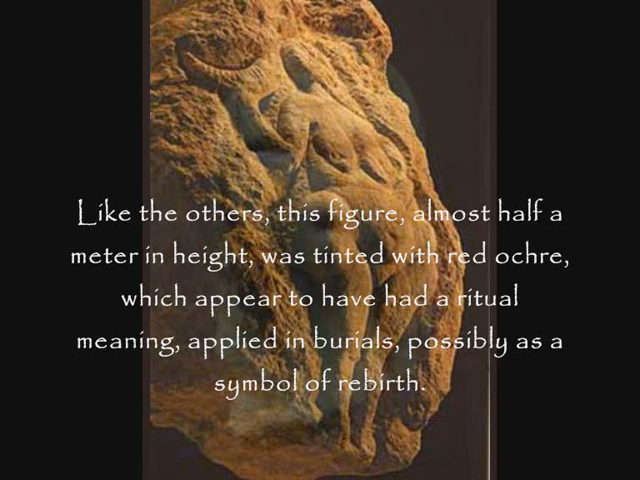 Like the others, this figure, almost half a
meter in height, was tinted with red ochre,
which appear to have had a ritual
meaning, applied in burials, possibly as a
symbol of rebirth.